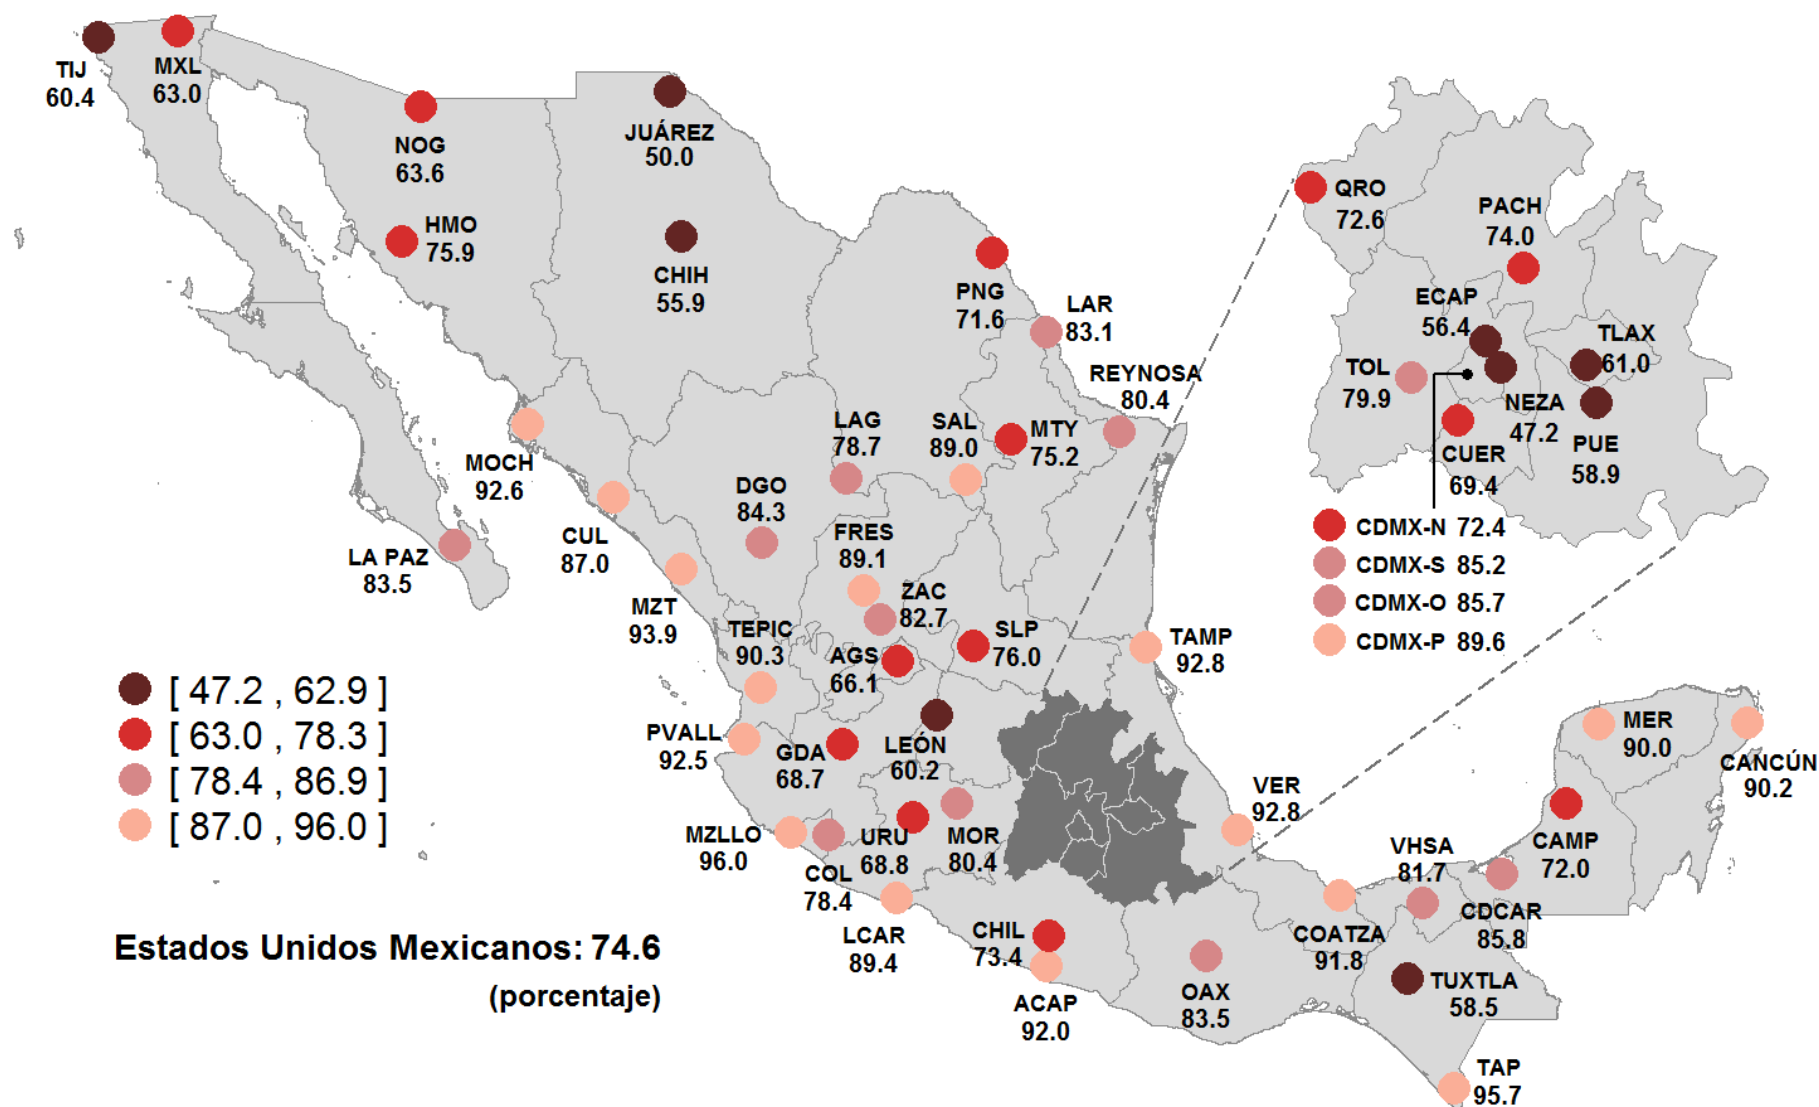 TIJ
60.4
MXL
63.0
NOG
63.6
HMO
75.9
JUÁREZ
50.0
CHIH
55.9
PNG
71.6
LAR
83.1
REYNOSA
80.4
LAG
78.7
SAL
89.0
MTY
75.2
MOCH
92.6
CUL
87.0
DGO
84.3
FRES
89.1
ZAC
82.7
LA PAZ
83.5
MZT
93.9
TEPIC
90.3
AGS
66.1
SLP
76.0
TAMP
92.8
PVALL
92.5
GDA
68.7
LEÓN
60.2
MZLLO
96.0
COL
78.4
URU
68.8
MOR
80.4
VER
92.8
LCAR
89.4
CHIL
73.4
ACAP
92.0
OAX
83.5
COATZA
91.8
VHSA
81.7
CDCAR
85.8
CAMP
72.0
MER
90.0
CANCÚN
90.2
TUXTLA
58.5
TAP
95.7
QRO
72.6
PACH
74.0
ECAP
56.4
TLAX
61.0
TOL
79.9
NEZA
47.2
PUE
58.9
CUER
69.4
CDMX-N 72.4
CDMX-S 85.2
CDMX-O 85.7
CDMX-P 89.6
[ 47.2 , 62.9 ]
[ 63.0 , 78.3 ]
[ 78.4 , 86.9 ]
[ 87.0 , 96.0 ]
Estados Unidos Mexicanos: 74.6
(porcentaje)